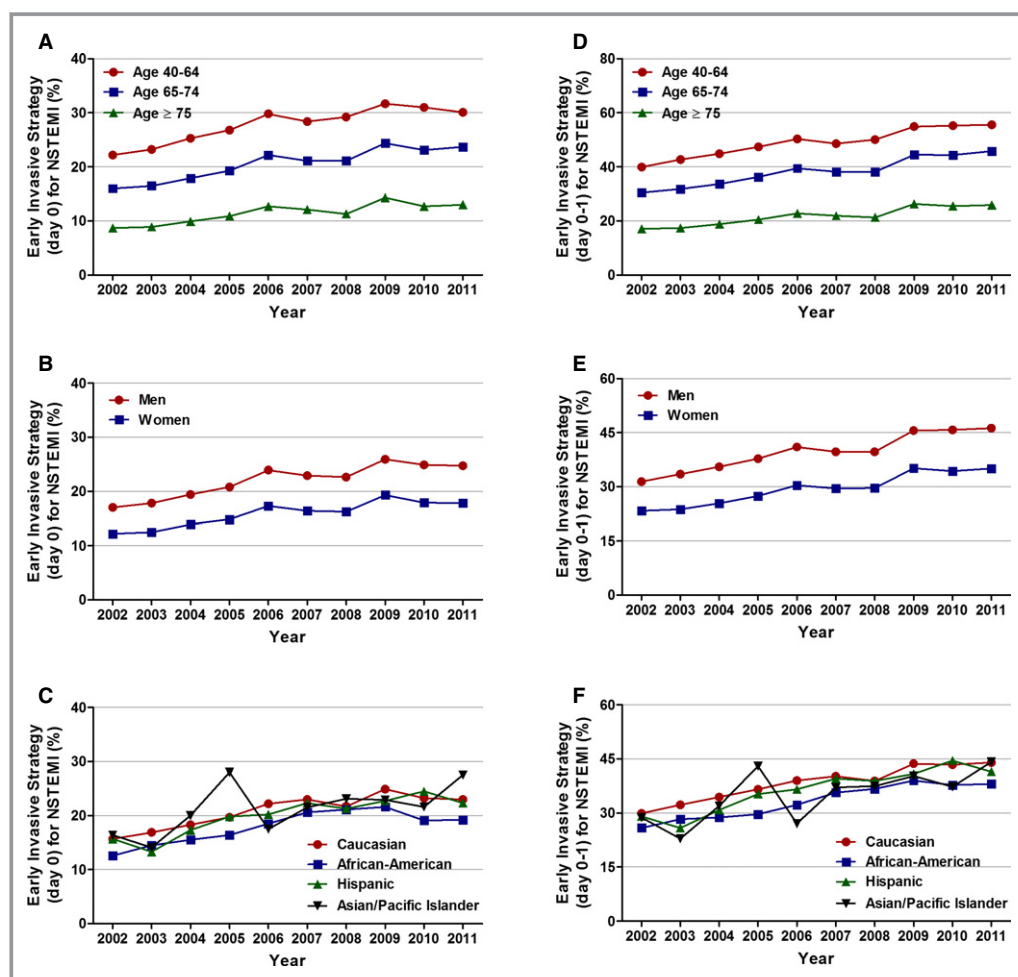 A
Early Invasive Strategy
(day 0) for NSTEMI (%)
40
30
20
10
0
Age 40-64
Age 65-74
Age ≥ 75
2002 2003 2004 2005 2006 2007 2008 2009 2010 2011
Year
D
Early Invasive Strategy
(day 0-1) for NSTEMI (%)
80
60
40
20
0
Age 40-64
Age 65-74
Age ≥ 75
2002 2003 2004 2005 2006 2007 2008 2009 2010 2011
Year
B
Early Invasive Strategy
(day 0) for NSTEMI (%)
40
30
20
10
0
Men
Women
2002 2003 2004 2005 2006 2007 2008 2009 2010 2011
Year
E
Early Invasive Strategy
(day 0-1) for NSTEMI (%)
60
45
30
15
0
Men
Women
2002 2003 2004 2005 2006 2007 2008 2009 2010 2011
Year
C
Early Invasive Strategy
(day 0) for NSTEMI (%)
40
30
20
10
0
Caucasian
African-American
Hispanic
Asian/Pacific Islander
2002 2003 2004 2005 2006 2007 2008 2009 2010 2011
Year
F
Early Invasive Strategy
(day 0-1) for NSTEMI (%)
60
45
30
15
0
Caucasian
African-American
Hispanic
Asian/Pacific Islander
2002 2003 2004 2005 2006 2007 2008 2009 2010 2011
Year